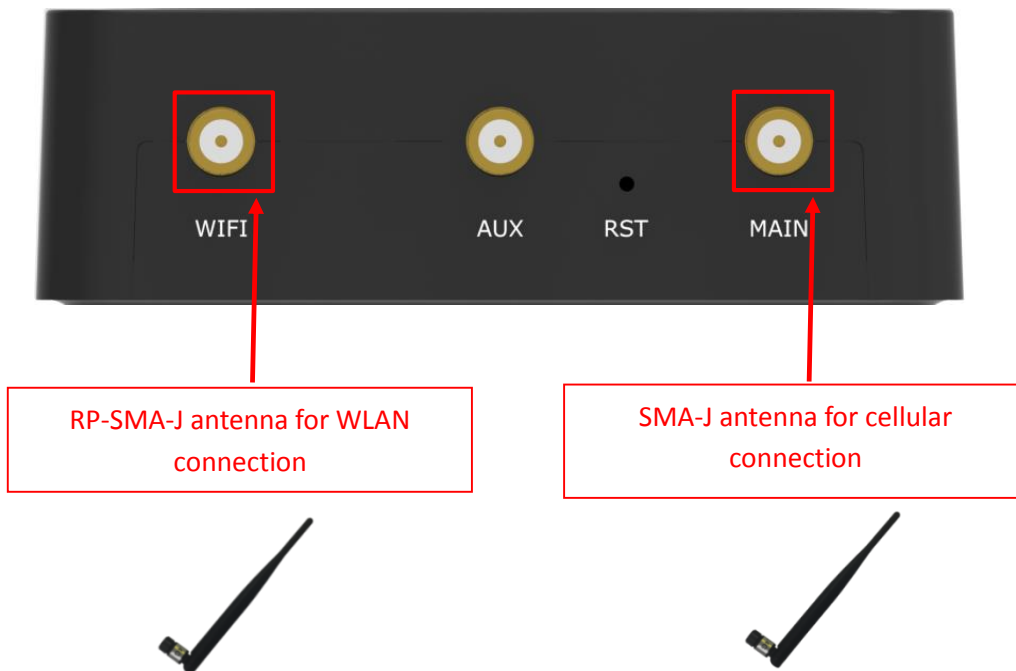 WIFI
AUX
RST
MAIN
RP-SMA-J antenna for WLAN
connection
SMA-J antenna for cellular
connection